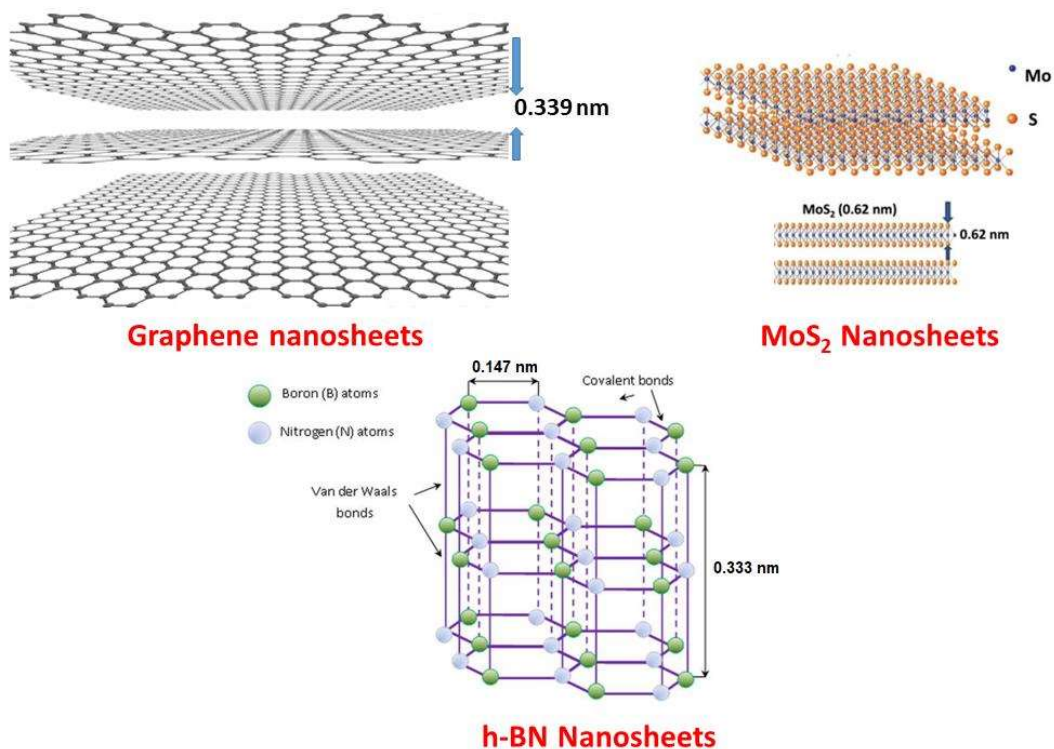 0.339 nm
Mo
S
MoS₂ (0.62 nm)
0.62 nm
Graphene nanosheets
MoS₂ Nanosheets
0.147 nm
Covalent bonds
Boron (B) atoms
Nitrogen (N) atoms
Van der Waals
bonds
0.333 nm
h-BN Nanosheets